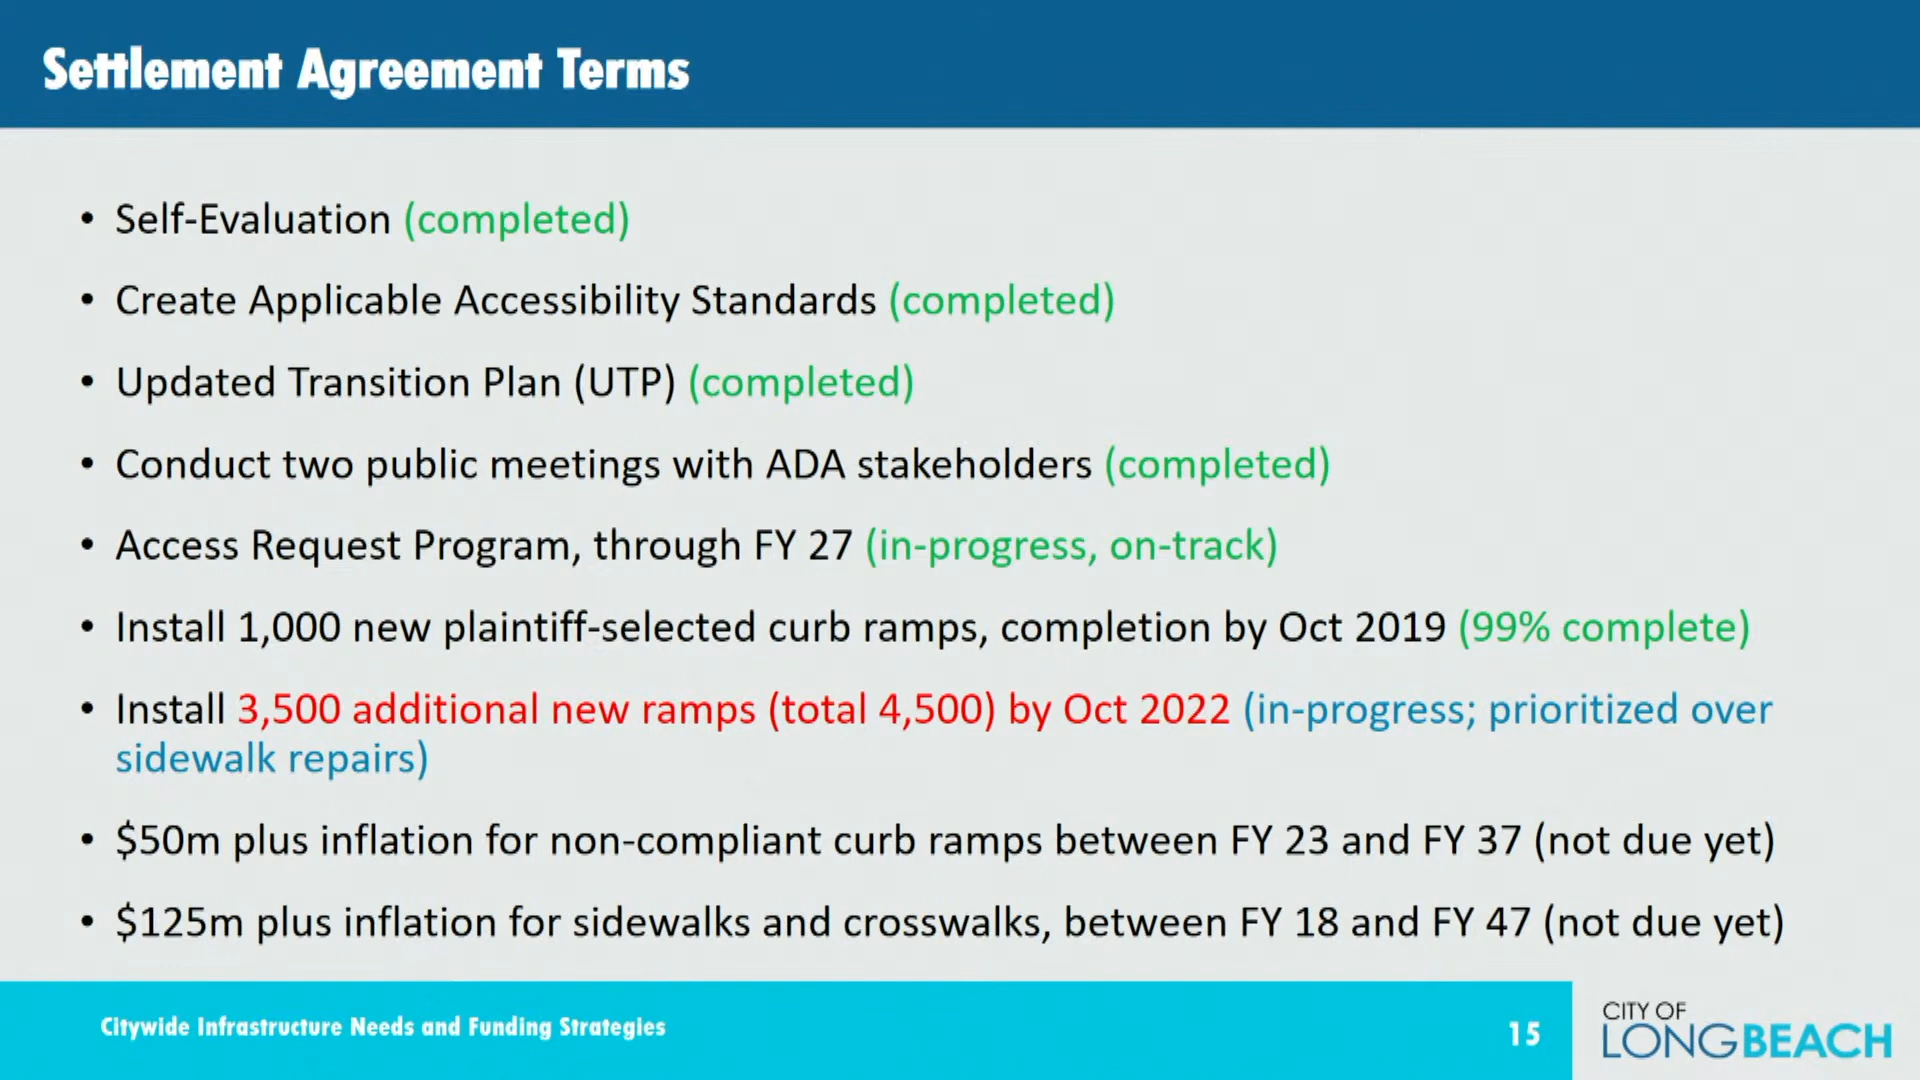 Settlement Agreement Terms
• Self-Evaluation (completed)
• Create Applicable Accessibility Standards (completed)
• Updated Transition Plan (UTP) (completed)
• Conduct two public meetings with ADA stakeholders (completed)
• Access Request Program, through FY 27 (in-progress, on-track)
• Install 1,000 new plaintiff-selected curb ramps, completion by Oct 2019 (99% complete)
• Install 3,500 additional new ramps (total 4,500) by Oct 2022 (in-progress; prioritized over
sidewalk repairs)
• $50m plus inflation for non-compliant curb ramps between FY 23 and FY 37 (not due yet)
• $125m plus inflation for sidewalks and crosswalks, between FY 18 and FY 47 (not due yet)
Citywide Infrastructure Needs and Funding Strategies
15
CITY OF
LONGBEACH